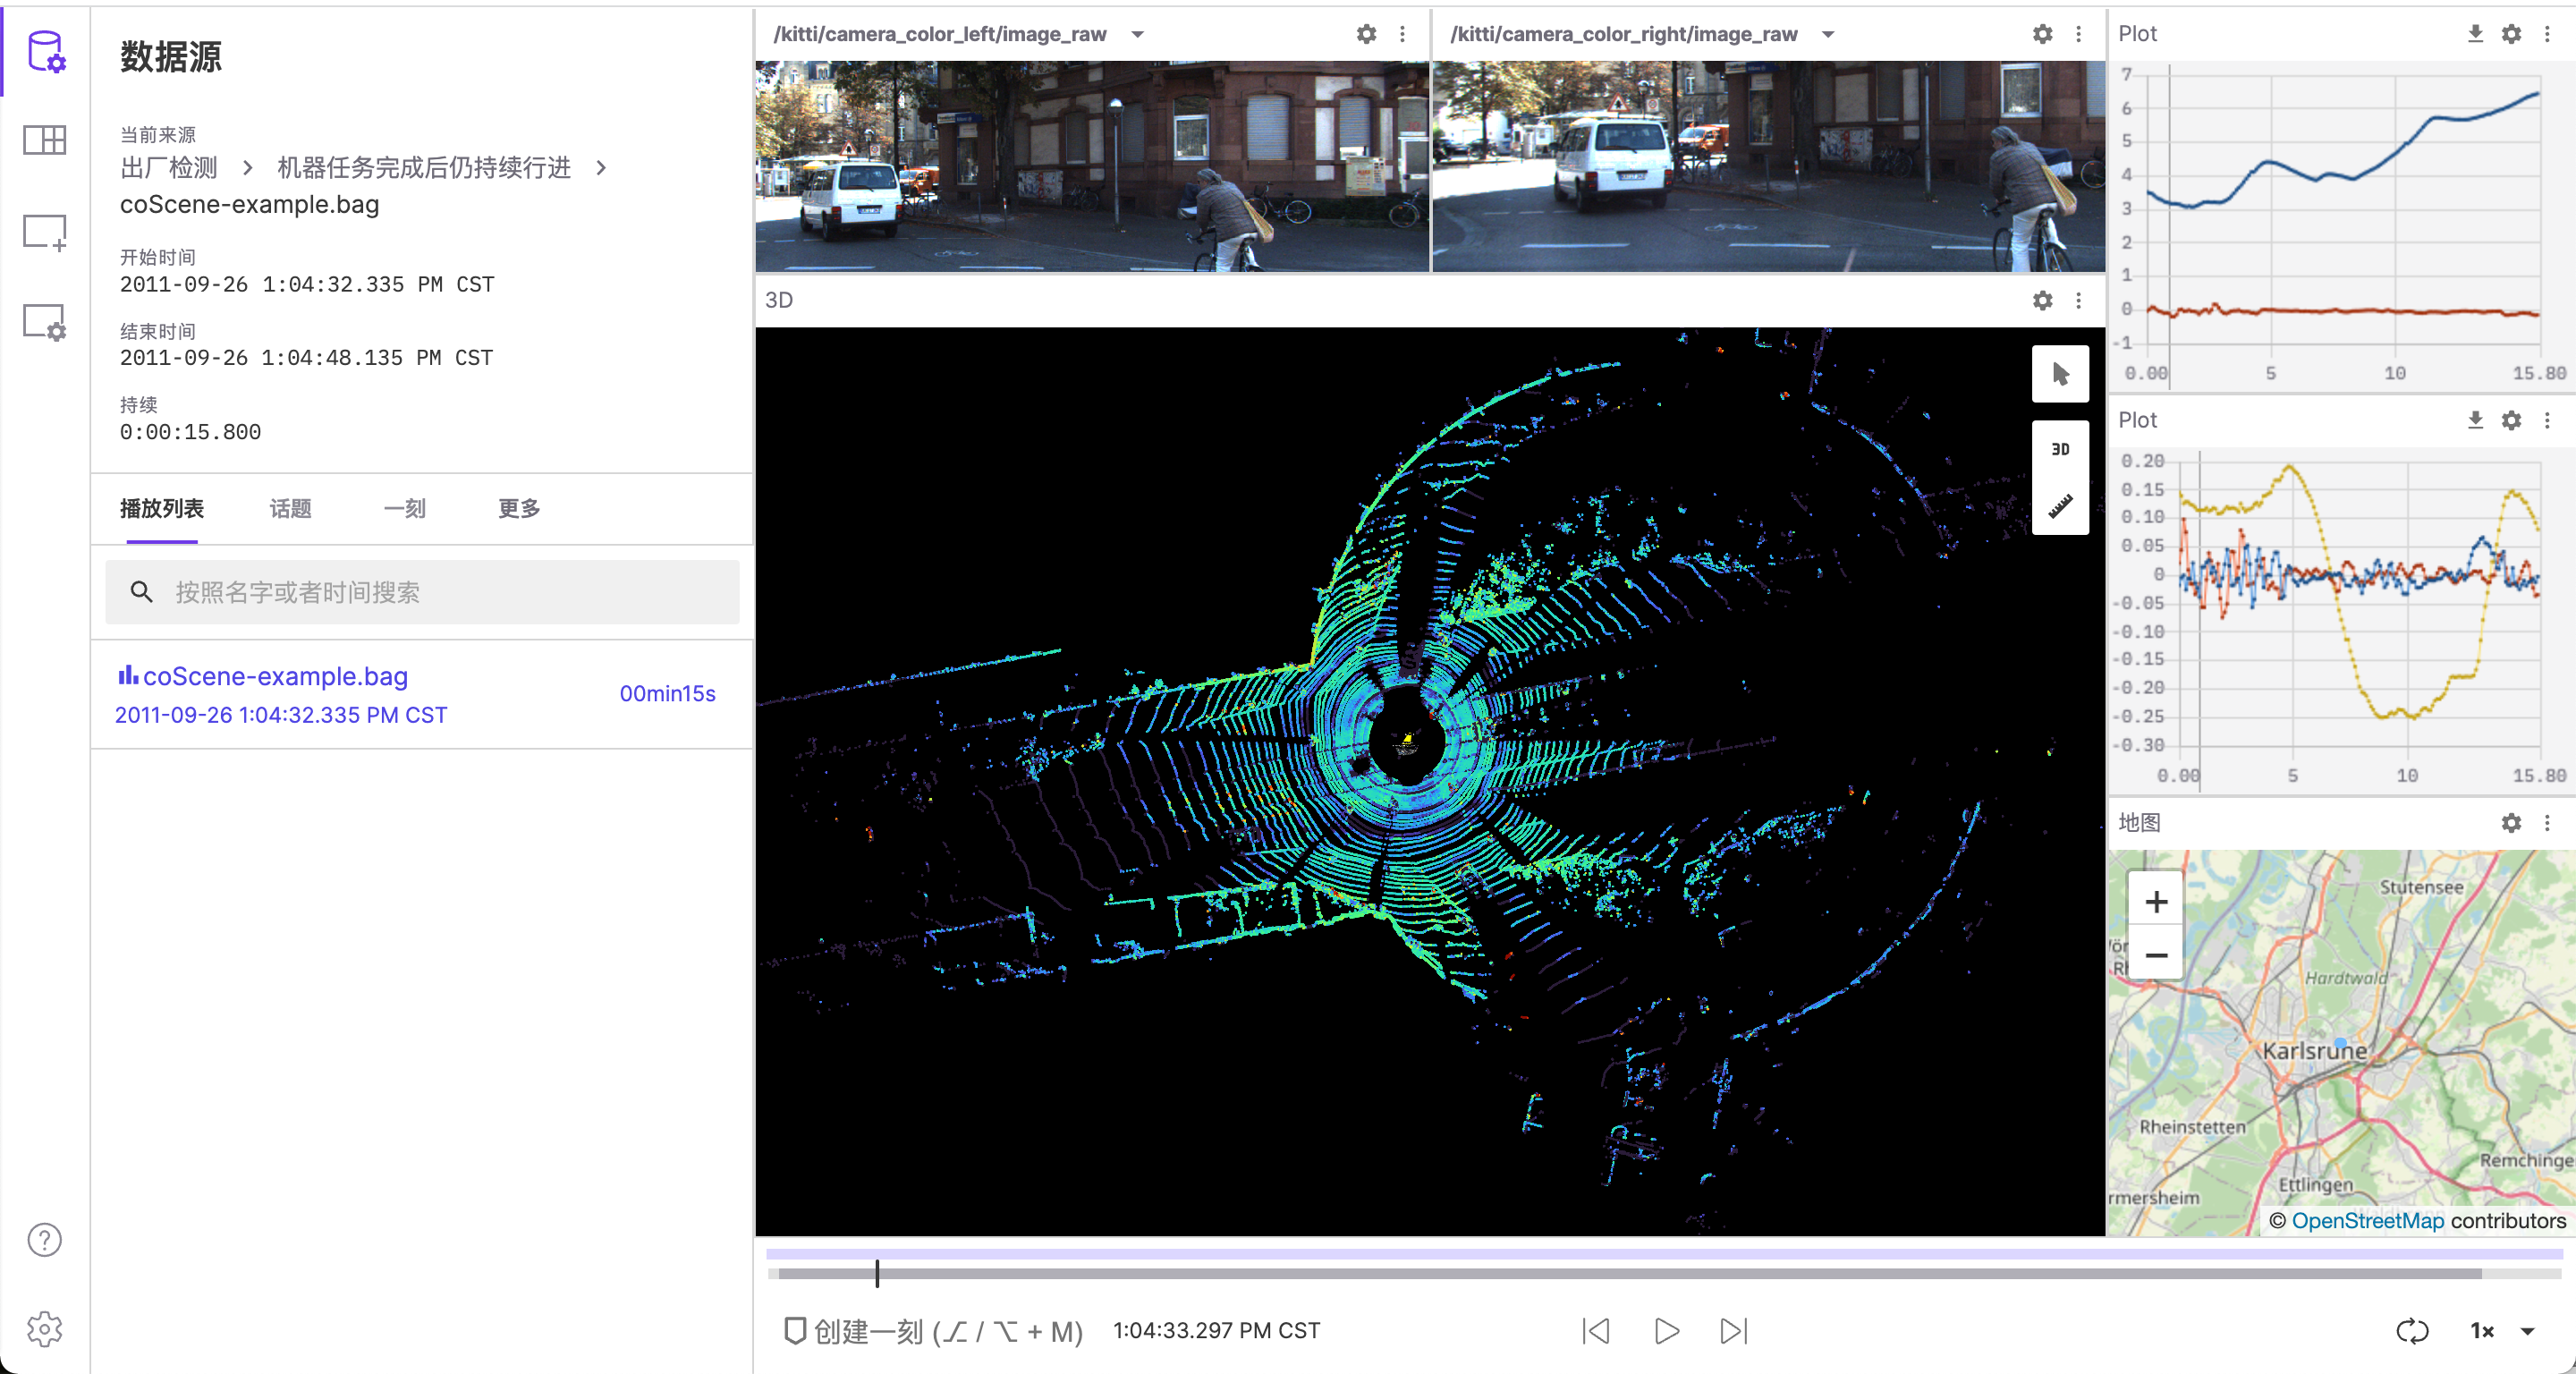 数据源
当前来源
出厂检测 > 机器任务完成后仍持续行进 >
coScene-example.bag
开始时间
2011-09-26 1:04:32.335 PM CST
结束时间
2011-09-26 1:04:48.135 PM CST
持续
0:00:15.800
播放列表 话题 一刻 更多
按照名字或者时间搜索
coScene-example.bag
2011-09-26 1:04:32.335 PM CST
00min15s
/kitti/camera_color_left/image_raw
/kitti/camera_color_right/image_raw
3D
3D
Plot
7
6
5
4
3
2
1
0
-1
0.00 5 10 15.80
Plot
0.20
0.15
0.10
0.05
0
-0.05
-0.10
-0.15
-0.20
-0.25
-0.30
0.00 5 10 15.80
地图
+
−
Stutensee
Hardtwald
Karlsruhe
Rheinstetten
Remchinge
Ettlingen
rmersheim
© OpenStreetMap contributors
创建一刻 (⌥ / ⌥ + M)
1:04:33.297 PM CST
1×